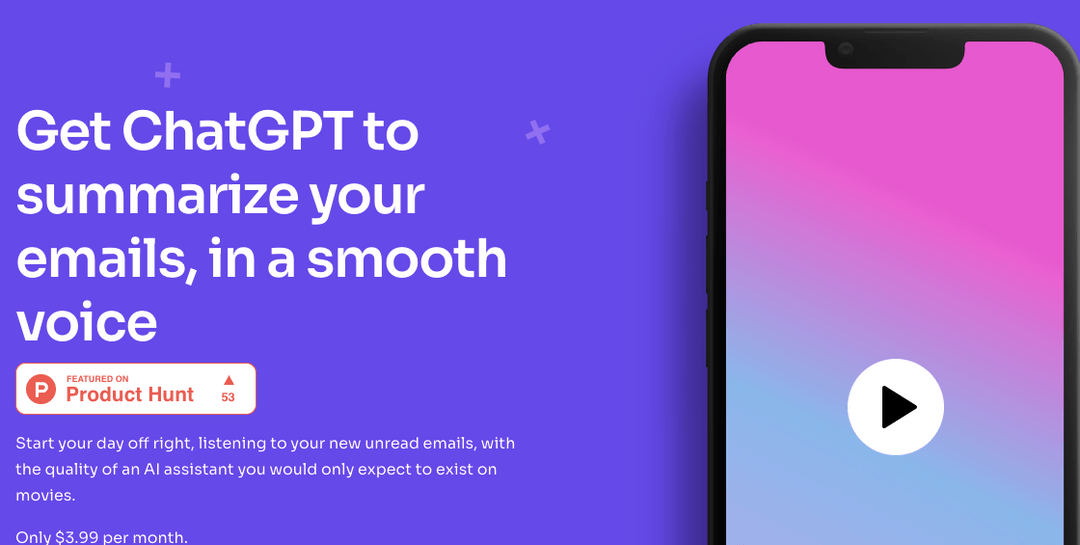 Get ChatGPT to
summarize your
emails, in a smooth
voice
FEATURED ON
Product Hunt
▲
53
Start your day off right, listening to your new unread emails, with
the quality of an AI assistant you would only expect to exist on
movies.
Only $3.99 per month.